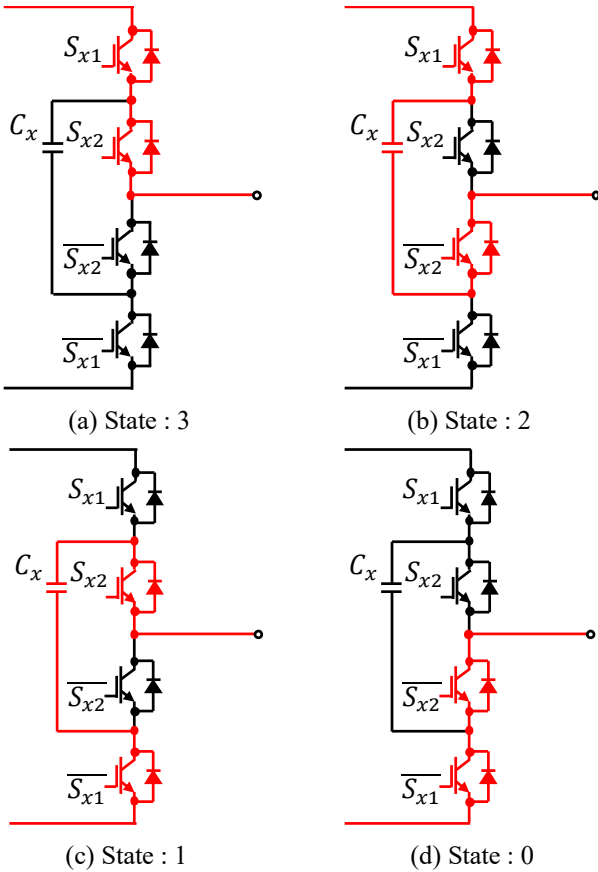 S_{x1}
C_x S_{x2}
\overline{S_{x2}}
\overline{S_{x1}}
(a) State : 3
S_{x1}
C_x S_{x2}
\overline{S_{x2}}
\overline{S_{x1}}
(b) State : 2
S_{x1}
C_x S_{x2}
\overline{S_{x2}}
\overline{S_{x1}}
(c) State : 1
S_{x1}
C_x S_{x2}
\overline{S_{x2}}
\overline{S_{x1}}
(d) State : 0